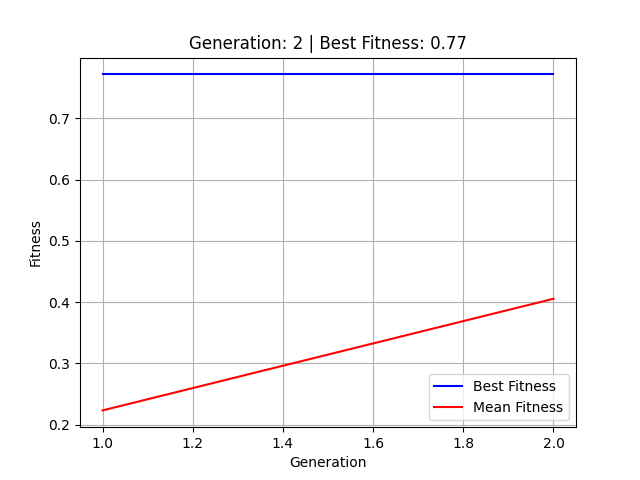 Generation: 2 | Best Fitness: 0.77
Fitness
0.7
0.6
0.5
0.4
0.3
0.2
Best Fitness
Mean Fitness
1.0 1.2 1.4 1.6 1.8 2.0
Generation